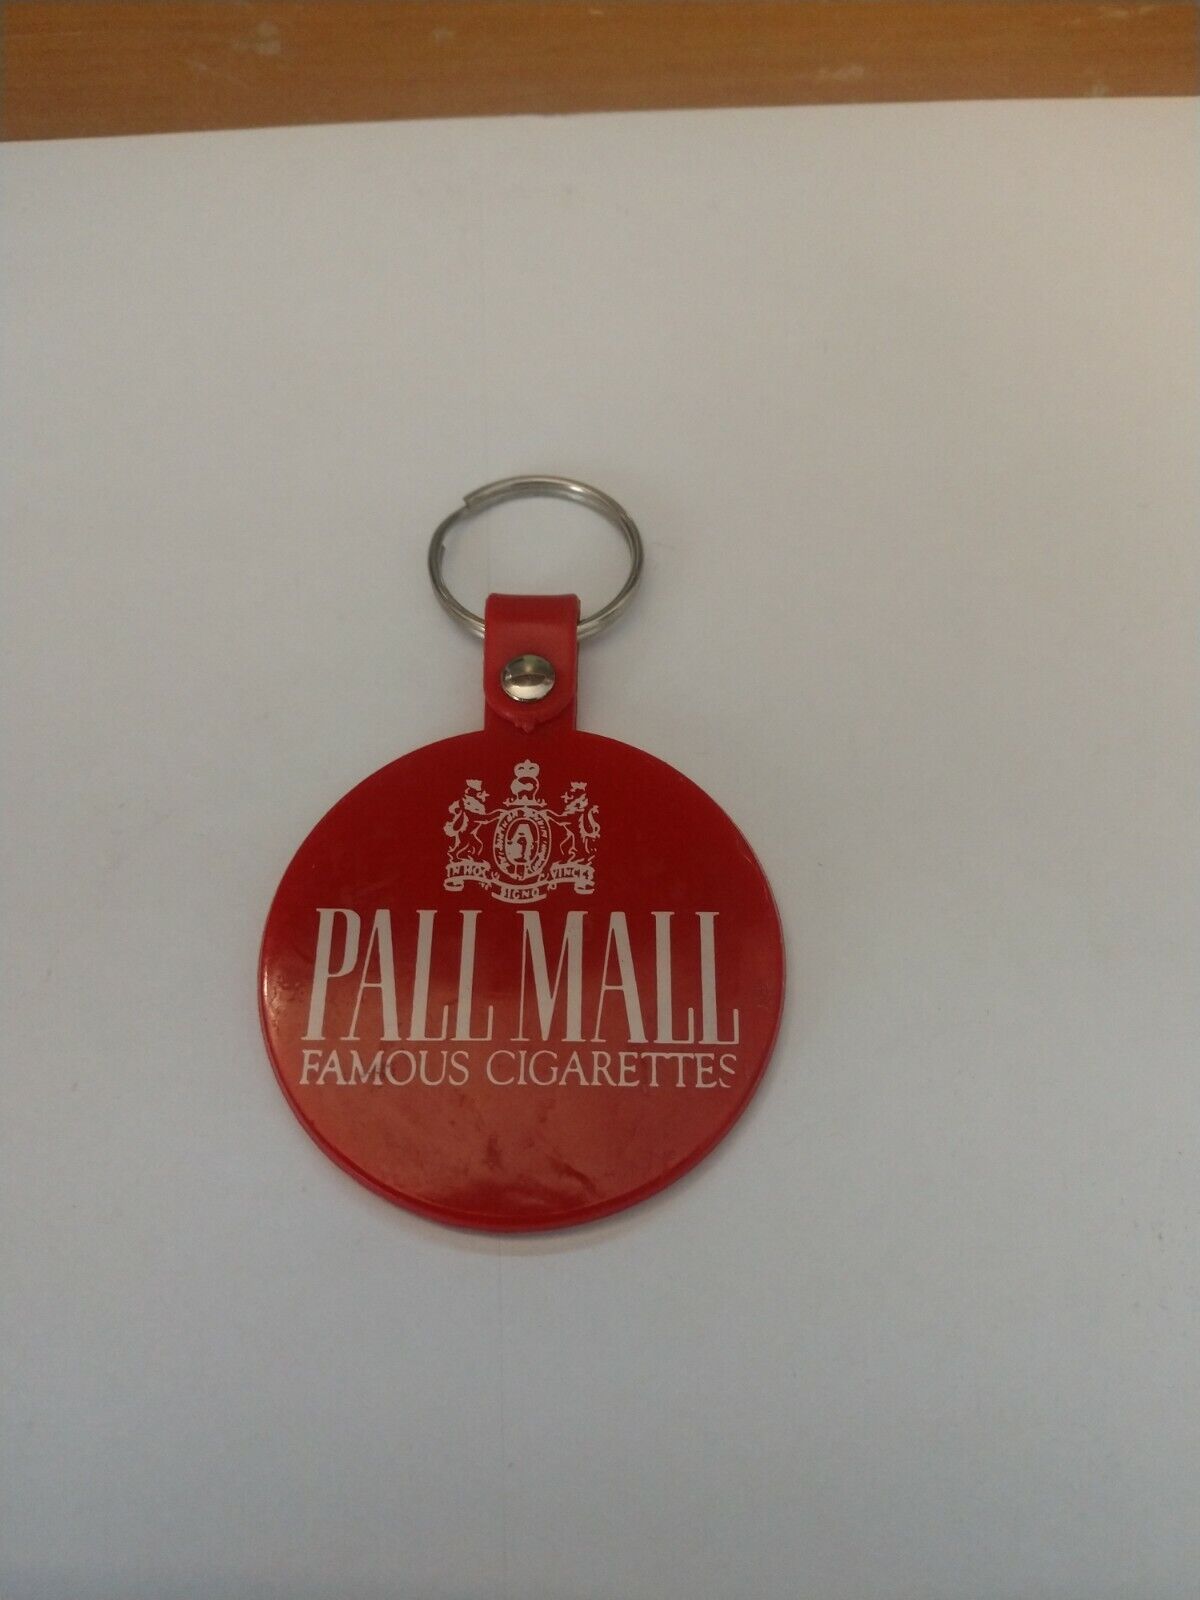 IN HOC SIGNO VINCES
PALL MALL
FAMOUS CIGARETTES